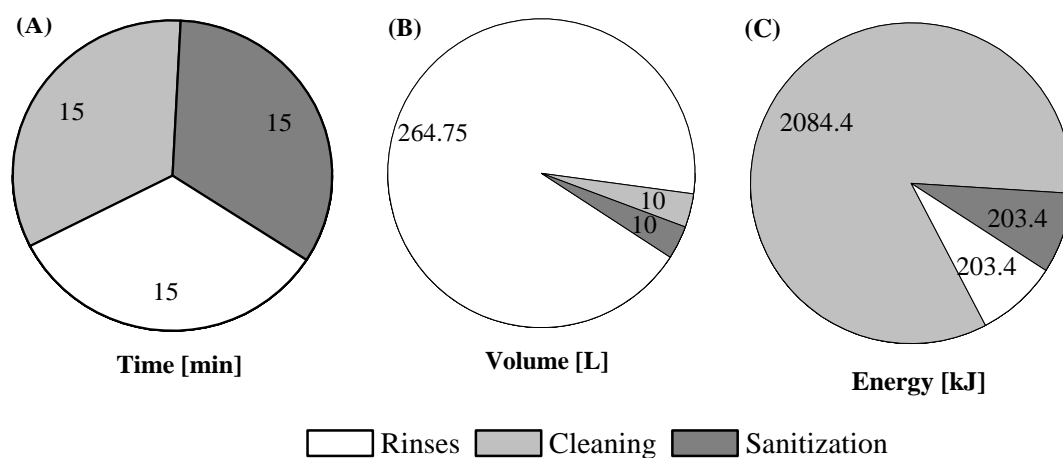 (A)
15
15
15
Time [min]
(B)
264.75
10
10
Volume [L]
(C)
2084.4
203.4
203.4
Energy [kJ]
Rinses
Cleaning
Sanitization